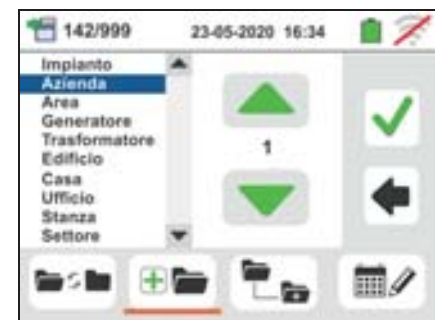 142/999 23-05-2020 16:34
Impianto
Azienda
Area
Generatore
Trasformatore
Edificio
Casa
Ufficio
Stanza
Settore
1